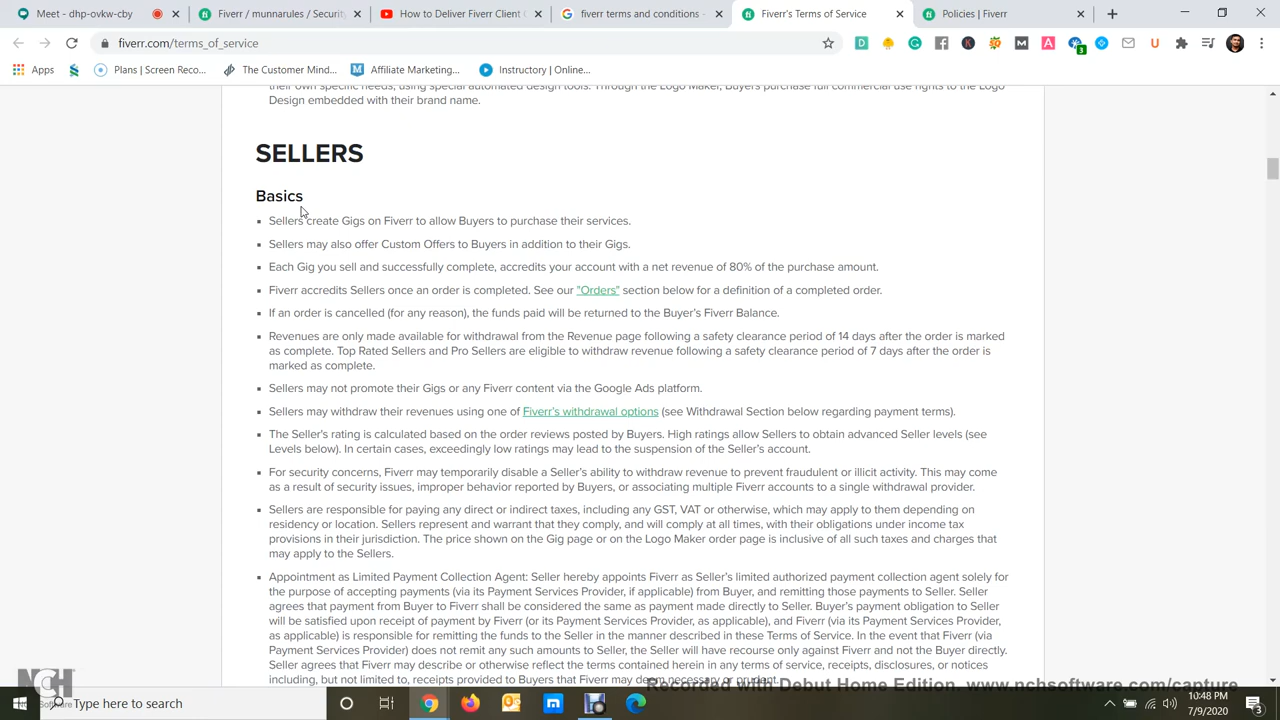 Meet - dhp-ovkw-cby
Fiverr / munnarules / Securit
How to Deliver Fiverr Client O
fiverr terms and conditions -
Fiverr's Terms of Service
Policies | Fiverr
fiverr.com/terms_of_service
Apps
Plans | Screen Reco...
The Customer Mind...
Affiliate Marketing...
Instructory | Online...
their own specific needs, using special automated design tools. Through the Logo Maker, Buyers purchase full commercial use rights to the Logo
Design embedded with their brand name.
SELLERS
Basics
Sellers create Gigs on Fiverr to allow Buyers to purchase their services.
Sellers may also offer Custom Offers to Buyers in addition to their Gigs.
Each Gig you sell and successfully complete, accredits your account with a net revenue of 80% of the purchase amount.
Fiverr accredits Sellers once an order is completed. See our "Orders" section below for a definition of a completed order.
If an order is cancelled (for any reason), the funds paid will be returned to the Buyer's Fiverr Balance.
Revenues are only made available for withdrawal from the Revenue page following a safety clearance period of 14 days after the order is marked
as complete. Top Rated Sellers and Pro Sellers are eligible to withdraw revenue following a safety clearance period of 7 days after the order is
marked as complete.
Sellers may not promote their Gigs or any Fiverr content via the Google Ads platform.
Sellers may withdraw their revenues using one of Fiverr's withdrawal options (see Withdrawal Section below regarding payment terms).
The Seller's rating is calculated based on the order reviews posted by Buyers. High ratings allow Sellers to obtain advanced Seller levels (see
Levels below). In certain cases, exceedingly low ratings may lead to the suspension of the Seller's account.
For security concerns, Fiverr may temporarily disable a Seller's ability to withdraw revenue to prevent fraudulent or illicit activity. This may come
as a result of security issues, improper behavior reported by Buyers, or associating multiple Fiverr accounts to a single withdrawal provider.
Sellers are responsible for paying any direct or indirect taxes, including any GST, VAT or otherwise, which may apply to them depending on
residency or location. Sellers represent and warrant that they comply, and will comply at all times, with their obligations under income tax
provisions in their jurisdiction. The price shown on the Gig page or on the Logo Maker order page is inclusive of all such taxes and charges that
may apply to the Sellers.
Appointment as Limited Payment Collection Agent: Seller hereby appoints Fiverr as Seller's limited authorized payment collection agent solely for
the purpose of accepting payments (via its Payment Services Provider, if applicable) from Buyer, and remitting those payments to Seller. Seller
agrees that payment from Buyer to Fiverr shall be considered the same as payment made directly to Seller. Buyer's payment obligation to Seller
will be satisfied upon receipt of payment by Fiverr (or its Payment Services Provider, as applicable), and Fiverr (via its Payment Services Provider,
as applicable) is responsible for remitting the funds to the Seller in the manner described in these Terms of Service. In the event that Fiverr (via
Payment Services Provider) does not remit any such amounts to Seller, the Seller will have recourse only against Fiverr and not the Buyer directly.
Seller agrees that Fiverr may describe or otherwise reflect the terms contained herein in any terms of service, receipts, disclosures, or notices
including, but not limited to, receipts provided to Buyers that Fiverr may deem necessary or prudent.
Recorded with Debut Home Edition. www.nchsoftware.com/capture
NCH Software
Type here to search
10:48 PM
7/9/2020
3